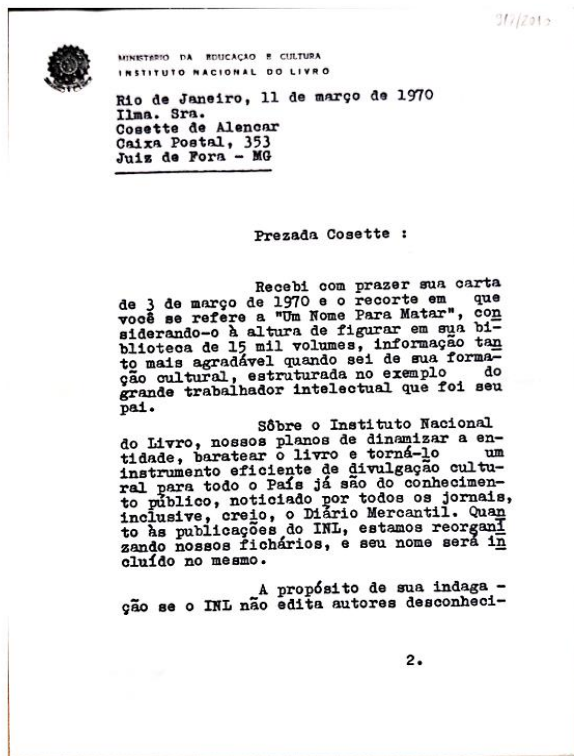 MINISTÉRIO DA EDUCAÇÃO E CULTURA
INSTITUTO NACIONAL DO LIVRO
Rio de Janeiro, 11 de março de 1970
Ilma. Sra.
Cosette de Alencar
Caixa Postal, 353
Juiz de Fora - MG
Prezada Cosette :
Recebi com prazer sua carta
de 3 de março de 1970 e o recorte em que
você se refere a "Um Nome Para Matar", con
siderando-o à altura de figurar em sua bi-
blioteca de 15 mil volumes, informação tan
to mais agradável quando sei de sua forma-
ção cultural, estruturada no exemplo do
grande trabalhador intelectual que foi seu
pai.
Sôbre o Instituto Nacional
do Livro, nossos planos de dinamizar a en-
tidade, baratear o livro e torná-lo um
instrumento eficiente de divulgação cultu-
ral para todo o País já são do conhecimen-
to público, noticiado por todos os jornais,
inclusive, creio, o Diário Mercantil. Quan
to às publicações do INL, estamos reorgani
zando nossos fichários, e seu nome será in
cluído no mesmo.
A propósito de sua indaga -
ção se o INL não edita autores desconheci-
2.